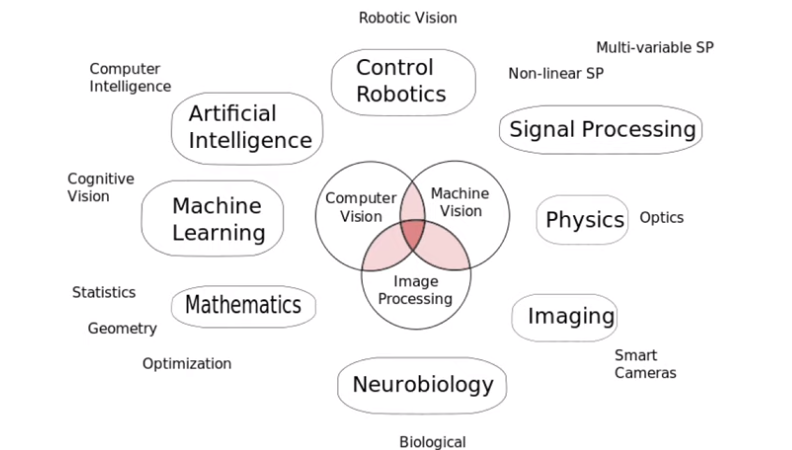 Robotic Vision
Multi-variable SP
Computer
Intelligence
Control
Robotics
Non-linear SP
Artificial
Intelligence
Signal Processing
Cognitive
Vision
Machine
Learning
Computer
Vision
Machine
Vision
Physics
Optics
Image
Processing
Statistics
Mathematics
Geometry
Imaging
Optimization
Smart
Cameras
Neurobiology
Biological